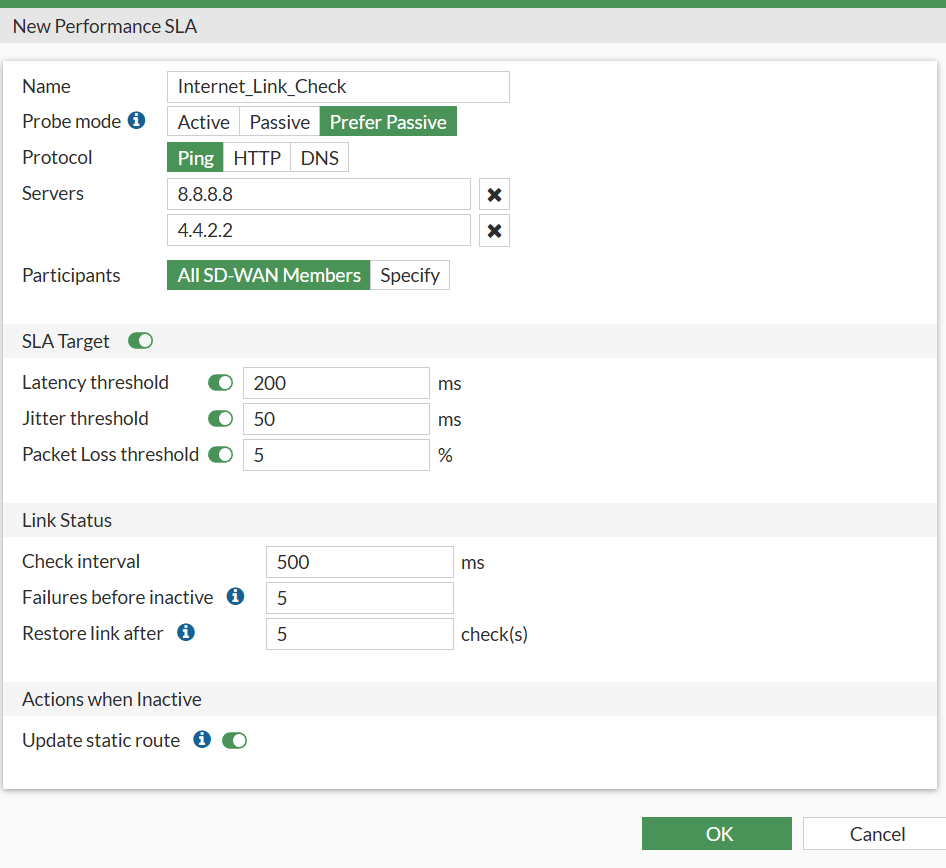 New Performance SLA
Name Internet_Link_Check
Probe mode Active Passive Prefer Passive
Protocol Ping HTTP DNS
Servers 8.8.8.8
4.4.2.2
Participants All SD-WAN Members Specify
SLA Target
Latency threshold 200 ms
Jitter threshold 50 ms
Packet Loss threshold 5 %
Link Status
Check interval 500 ms
Failures before inactive 5
Restore link after 5 check(s)
Actions when Inactive
Update static route
OK Cancel